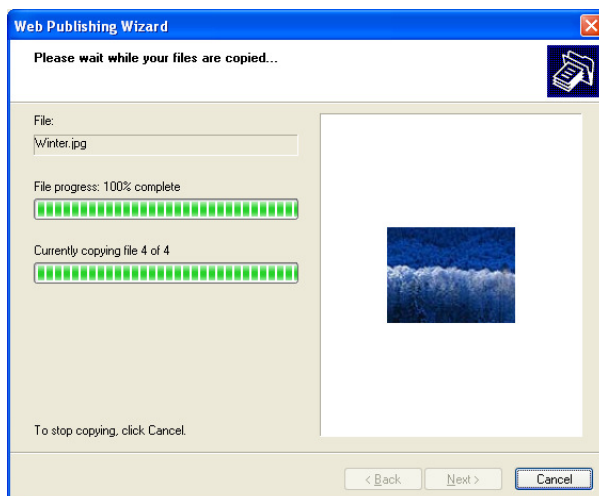 Web Publishing Wizard
Please wait while your files are copied...
File:
Winter.jpg
File progress: 100% complete
Currently copying file 4 of 4
To stop copying, click Cancel.
< Back
Next >
Cancel